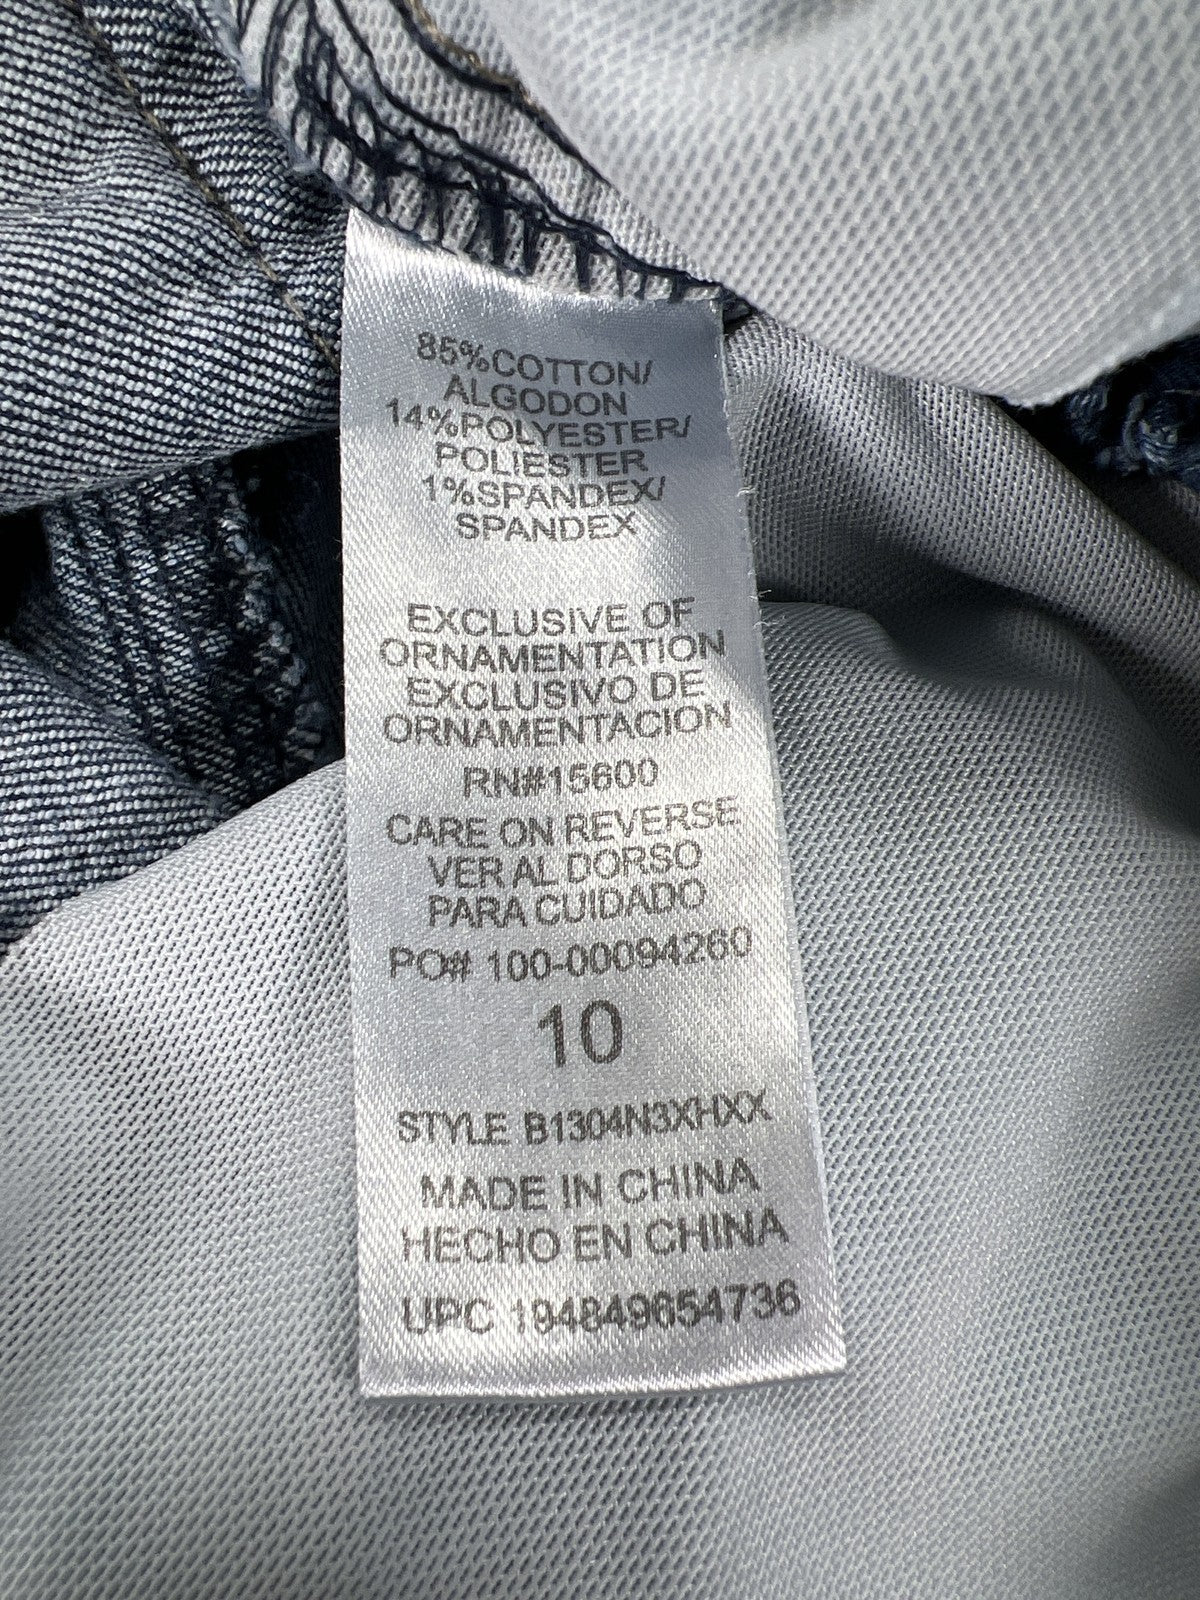 85%COTTON/
ALGODON
14%POLYESTER/
POLIESTER
1%SPANDEX/
SPANDEX
EXCLUSIVE OF
ORNAMENTATION
EXCLUSIVO DE
ORNAMENTACION
RN#15600
CARE ON REVERSE
VER AL DORSO
PARA CUIDADO
PO# 100-00094260
10
STYLE B1304N3XHXX
MADE IN CHINA
HECHO EN CHINA
UPC 194849654736